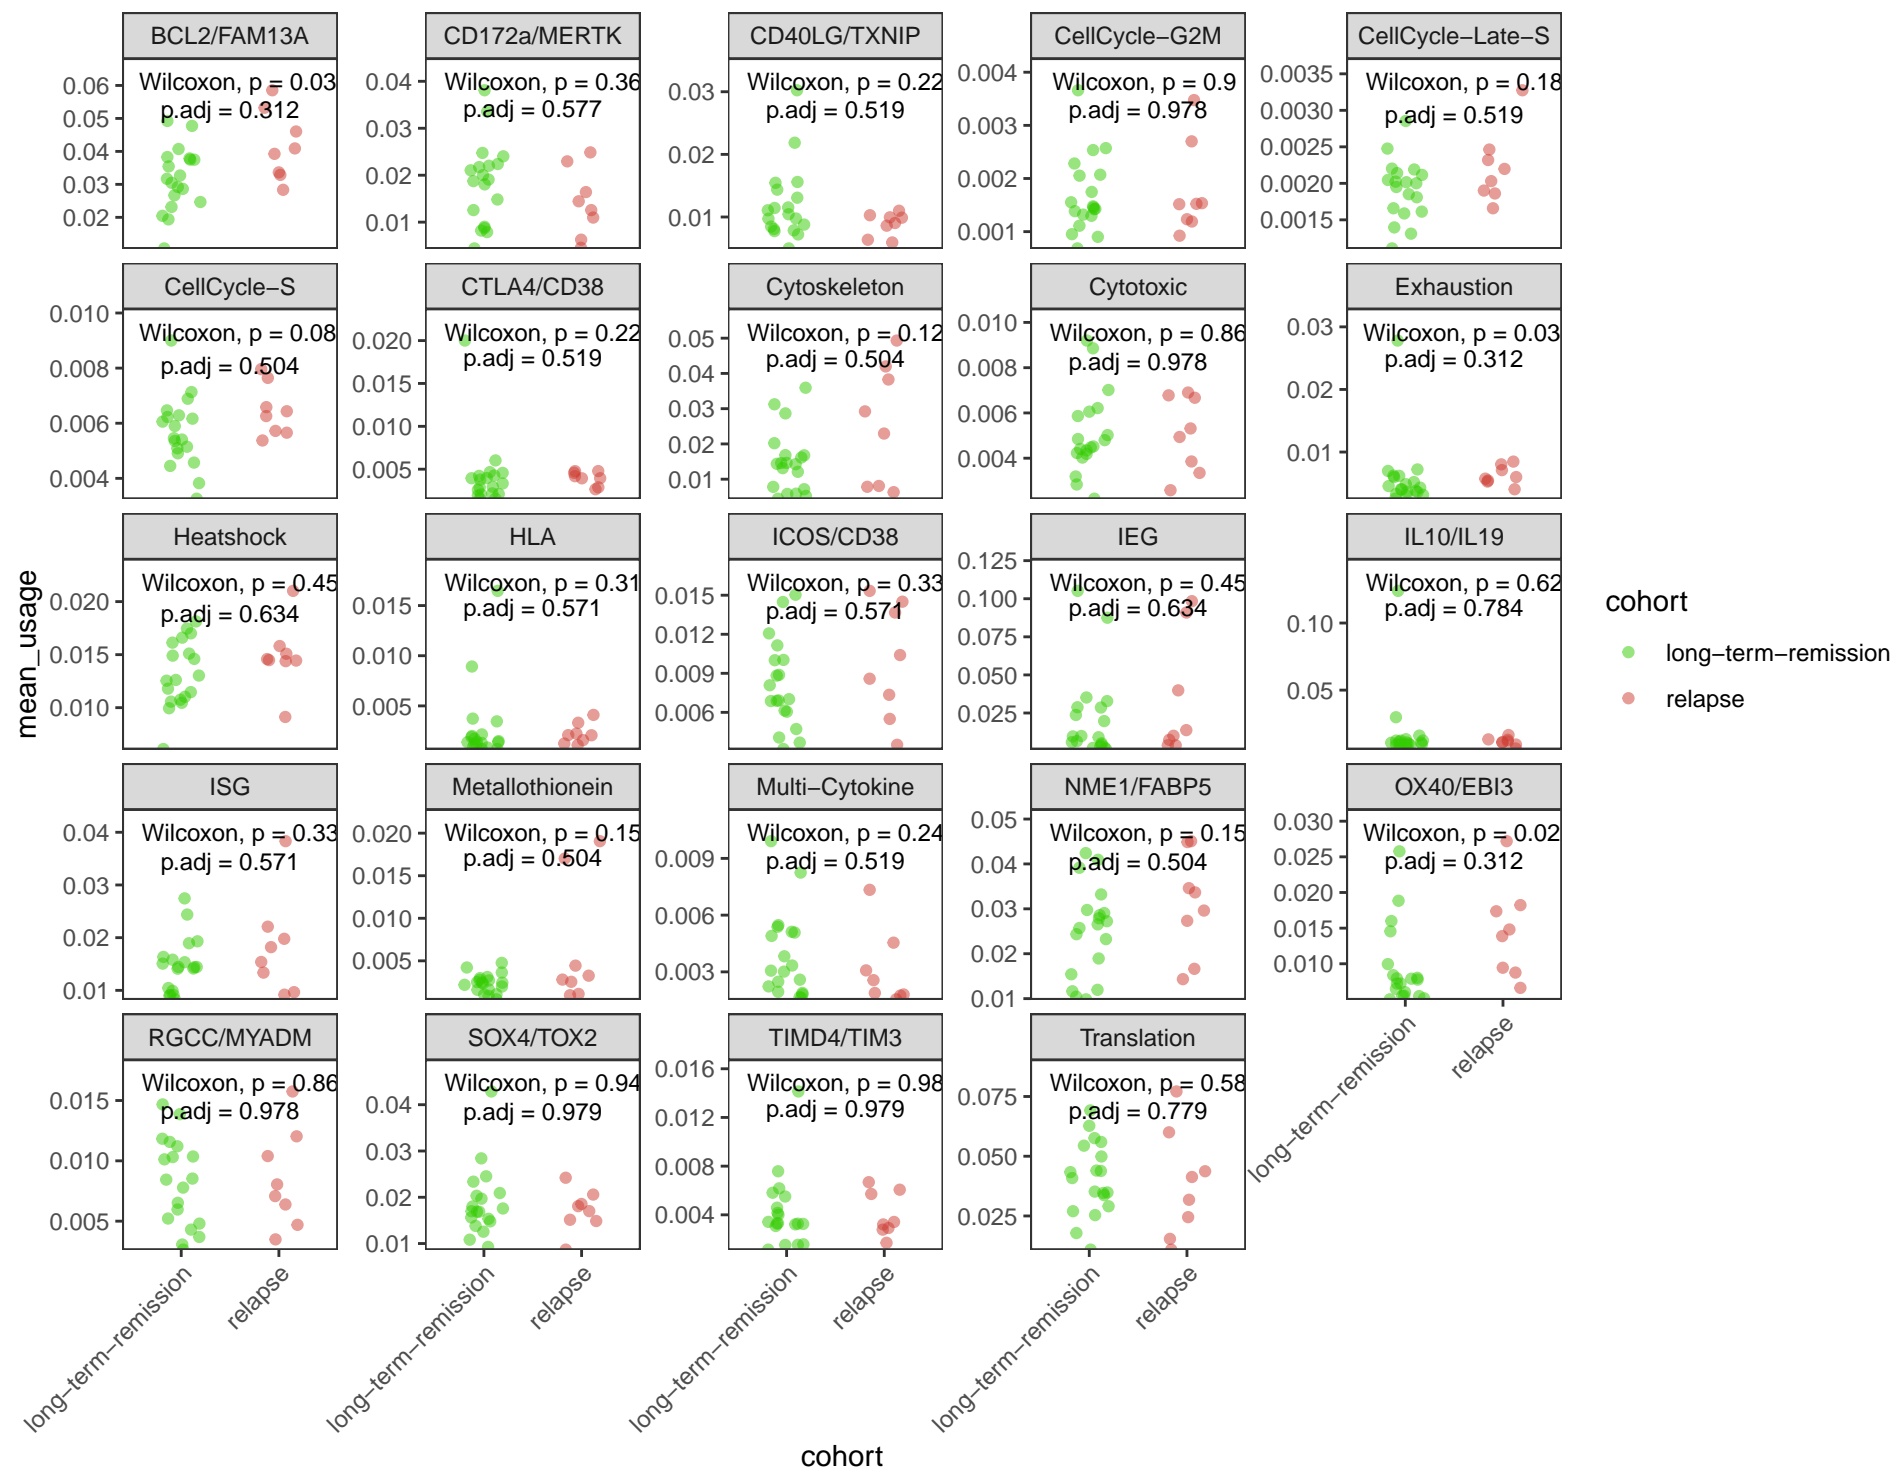 BCL2/FAM13A
CD172a/MERTK
CD40LG/TXNIP
CellCycle−G2M
CellCycle−Late−S
Wilcoxon, p = 0.03
p.adj = 0.312
Wilcoxon, p = 0.36
p.adj = 0.577
Wilcoxon, p = 0.22
p.adj = 0.519
Wilcoxon, p = 0.9
p.adj = 0.978
Wilcoxon, p = 0.18
p.adj = 0.519
0.06
0.05
0.04
0.03
0.02
0.04
0.03
0.02
0.01
0.03
0.02
0.01
0.004
0.003
0.002
0.001
0.0035
0.0030
0.0025
0.0020
0.0015
CellCycle−S
CTLA4/CD38
Cytoskeleton
Cytotoxic
Exhaustion
Wilcoxon, p = 0.08
p.adj = 0.504
Wilcoxon, p = 0.22
p.adj = 0.519
Wilcoxon, p = 0.12
p.adj = 0.504
Wilcoxon, p = 0.86
p.adj = 0.978
Wilcoxon, p = 0.03
p.adj = 0.312
0.010
0.008
0.006
0.004
0.020
0.015
0.010
0.005
0.05
0.04
0.03
0.02
0.01
0.010
0.008
0.006
0.004
0.03
0.02
0.01
Heatshock
HLA
ICOS/CD38
IEG
IL10/IL19
Wilcoxon, p = 0.45
p.adj = 0.634
Wilcoxon, p = 0.31
p.adj = 0.571
Wilcoxon, p = 0.33
p.adj = 0.571
Wilcoxon, p = 0.45
p.adj = 0.634
Wilcoxon, p = 0.62
p.adj = 0.784
0.020
0.015
0.010
0.015
0.010
0.005
0.015
0.012
0.009
0.006
0.125
0.100
0.075
0.050
0.025
0.10
0.05
mean_usage
cohort
long−term−remission
relapse
ISG
Metallothionein
Multi−Cytokine
NME1/FABP5
OX40/EBI3
Wilcoxon, p = 0.33
p.adj = 0.571
Wilcoxon, p = 0.15
p.adj = 0.504
Wilcoxon, p = 0.24
p.adj = 0.519
Wilcoxon, p = 0.15
p.adj = 0.504
Wilcoxon, p = 0.02
p.adj = 0.312
0.04
0.03
0.02
0.01
0.020
0.015
0.010
0.005
0.009
0.006
0.003
0.05
0.04
0.03
0.02
0.01
0.030
0.025
0.020
0.015
0.010
RGCC/MYADM
SOX4/TOX2
TIMD4/TIM3
Translation
Wilcoxon, p = 0.86
p.adj = 0.978
Wilcoxon, p = 0.94
p.adj = 0.979
Wilcoxon, p = 0.98
p.adj = 0.979
Wilcoxon, p = 0.58
p.adj = 0.779
0.015
0.010
0.005
0.04
0.03
0.02
0.01
0.016
0.012
0.008
0.004
0.075
0.050
0.025
long−term−remission
relapse
long−term−remission
relapse
long−term−remission
relapse
long−term−remission
relapse
long−term−remission
relapse
cohort